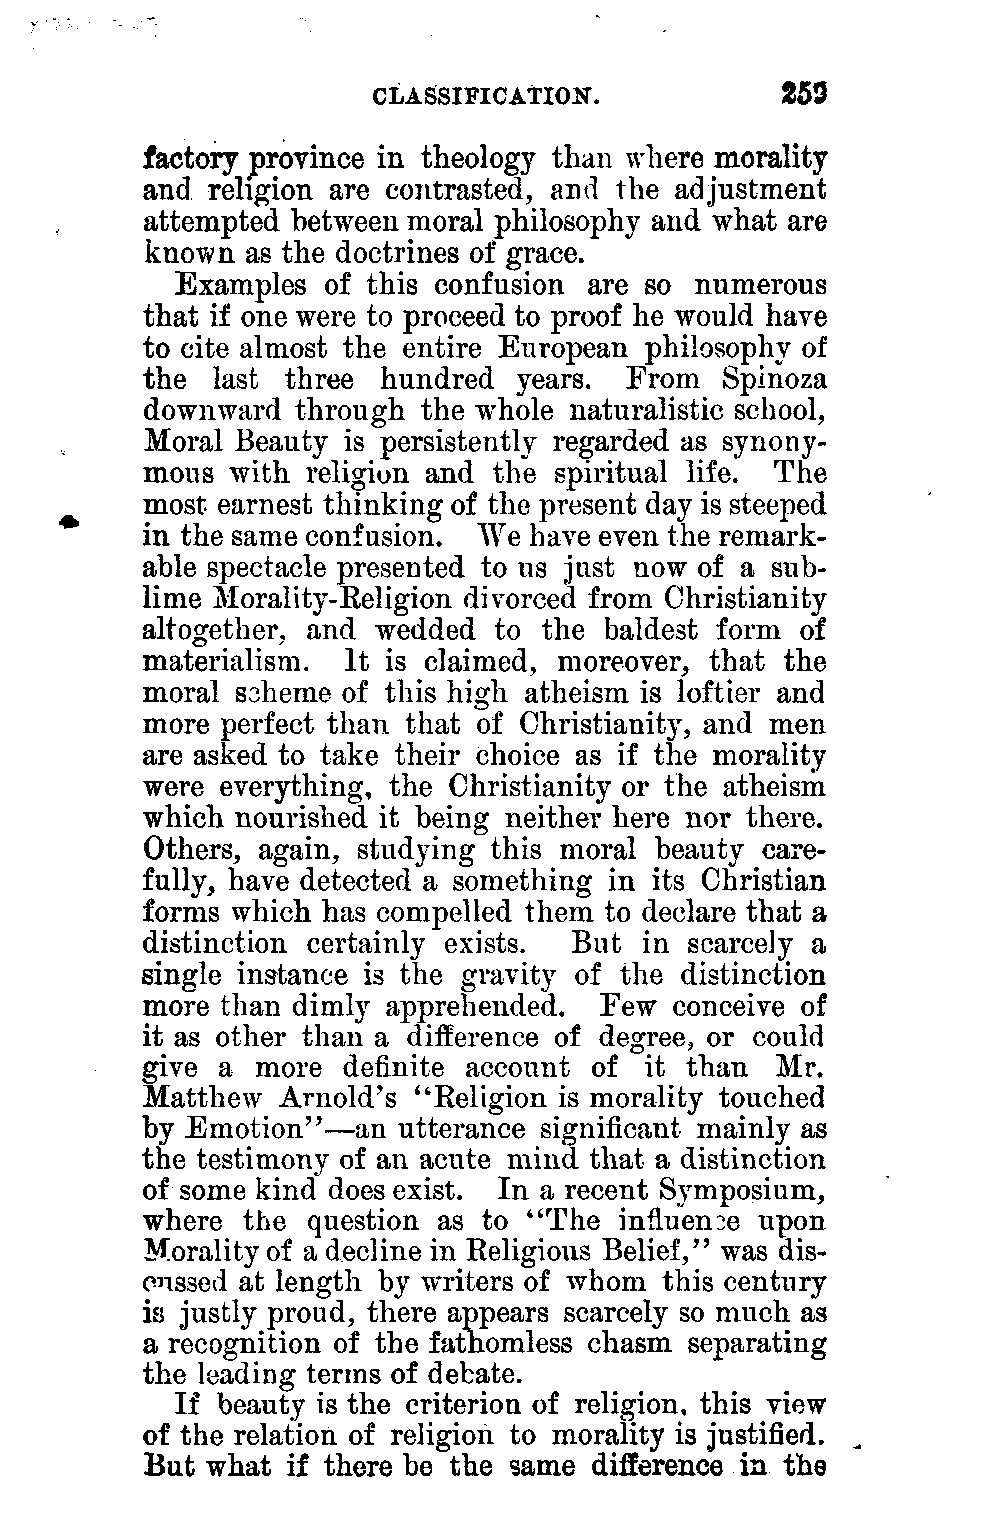 CLASSIFICATION. 259
factory province in theology than where morality
and religion are contrasted, and the adjustment
attempted between moral philosophy and what are
known as the doctrines of grace.
Examples of this confusion are so numerous
that if one were to proceed to proof he would have
to cite almost the entire European philosophy of
the last three hundred years. From Spinoza
downward through the whole naturalistic school,
Moral Beauty is persistently regarded as synony-
mous with religion and the spiritual life. The
most earnest thinking of the present day is steeped
in the same confusion. We have even the remark-
able spectacle presented to us just now of a sub-
lime Morality-Religion divorced from Christianity
altogether, and wedded to the baldest form of
materialism. It is claimed, moreover, that the
moral scheme of this high atheism is loftier and
more perfect than that of Christianity, and men
are asked to take their choice as if the morality
were everything, the Christianity or the atheism
which nourished it being neither here nor there.
Others, again, studying this moral beauty care-
fully, have detected a something in its Christian
forms which has compelled them to declare that a
distinction certainly exists. But in scarcely a
single instance is the gravity of the distinction
more than dimly apprehended. Few conceive of
it as other than a difference of degree, or could
give a more definite account of it than Mr.
Matthew Arnold's "Religion is morality touched
by Emotion"—an utterance significant mainly as
the testimony of an acute mind that a distinction
of some kind does exist. In a recent Symposium,
where the question as to "The influence upon
Morality of a decline in Religious Belief," was dis-
cussed at length by writers of whom this century
is justly proud, there appears scarcely so much as
a recognition of the fathomless chasm separating
the leading terms of debate.
If beauty is the criterion of religion, this view
of the relation of religion to morality is justified.
But what if there be the same difference in the